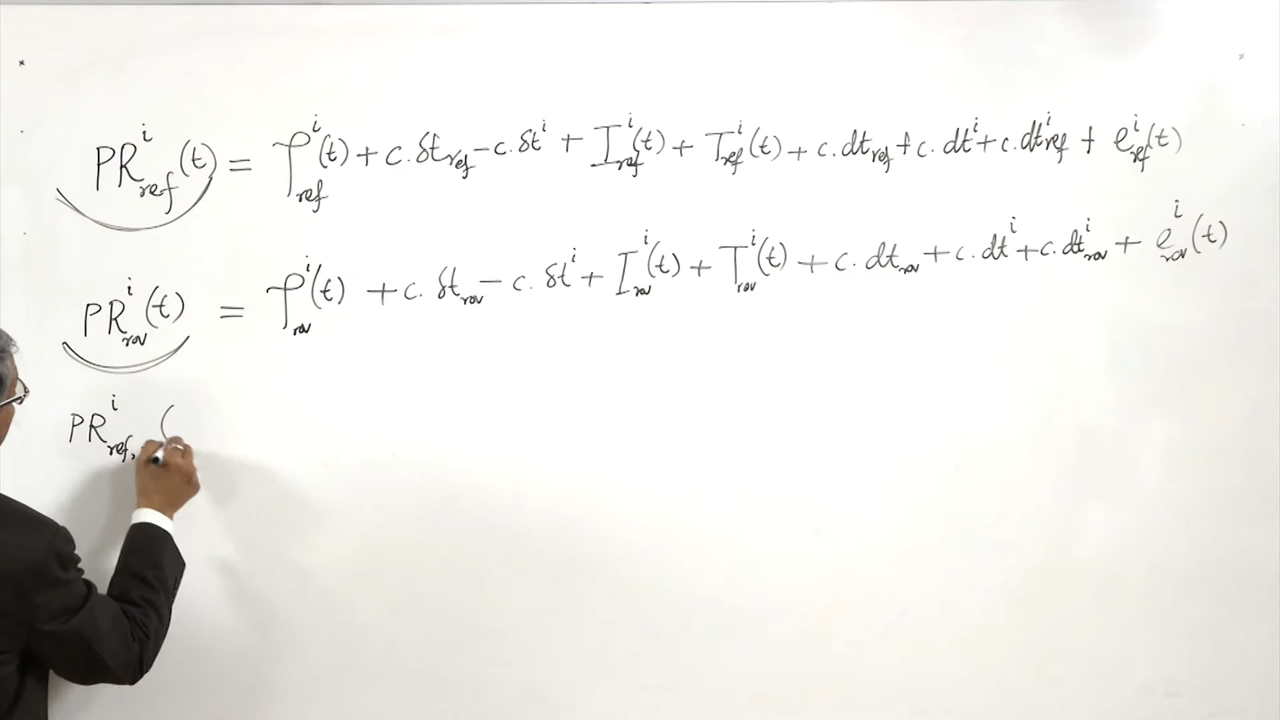 PR^i_ref(t) = ρ^i_ref(t) + c.δt_ref - c.δt^i + I^i_ref(t) + T^i_ref(t) + c.dt_ref + c.dt^i + c.dt^i_ref + e^i_ref(t)
PR^i_rov(t) = ρ^i_rov(t) + c.δt_rov - c.δt^i + I^i_rov(t) + T^i_rov(t) + c.dt_rov + c.dt^i + c.dt^i_rov + e^i_rov(t)
PR^i_ref, (